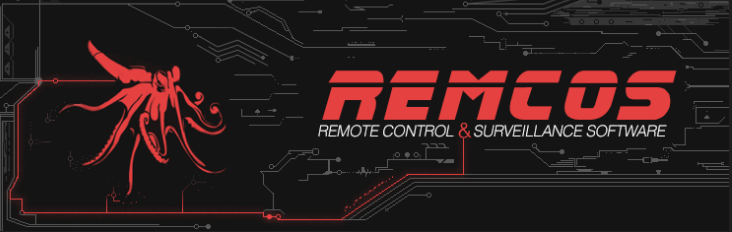 REMCOS
REMOTE CONTROL & SURVEILLANCE SOFTWARE